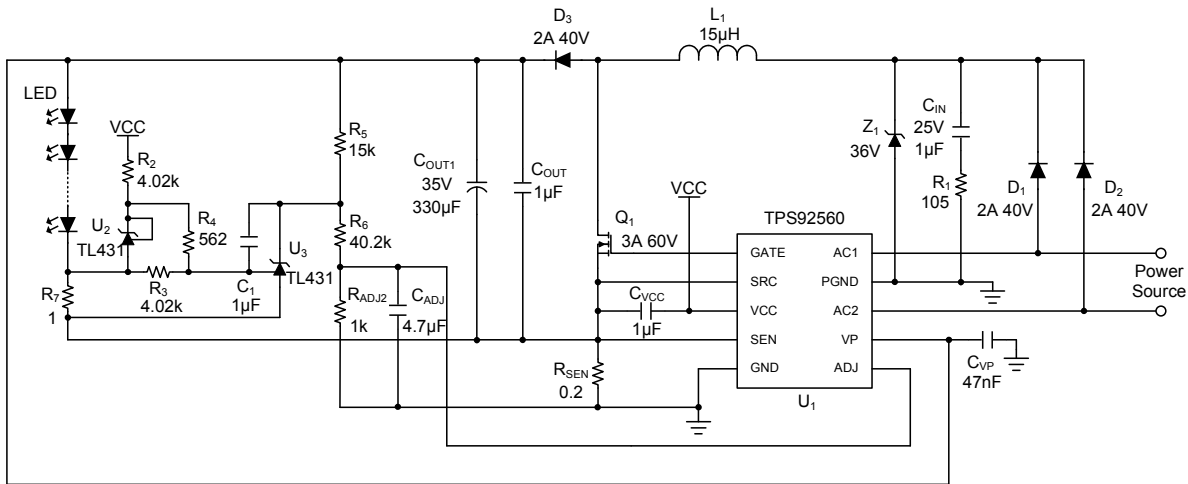 D3
2A 40V
L1
15µH
LED
VCC
R2
4.02k
U2
TL431
R4
562
R3
4.02k
C1
1µF
U3
TL431
R7
1
R5
15k
R6
40.2k
RADJ2
1k
CADJ
4.7µF
COUT1
35V
330µF
COUT
1µF
Q1
3A 60V
VCC
CVCC
1µF
RSEN
0.2
Z1
36V
CIN
25V
1µF
R1
105
D1
2A 40V
D2
2A 40V
TPS92560
GATE
SRC
VCC
SEN
GND
AC1
PGND
AC2
VP
ADJ
U1
Power
Source
CVP
47nF